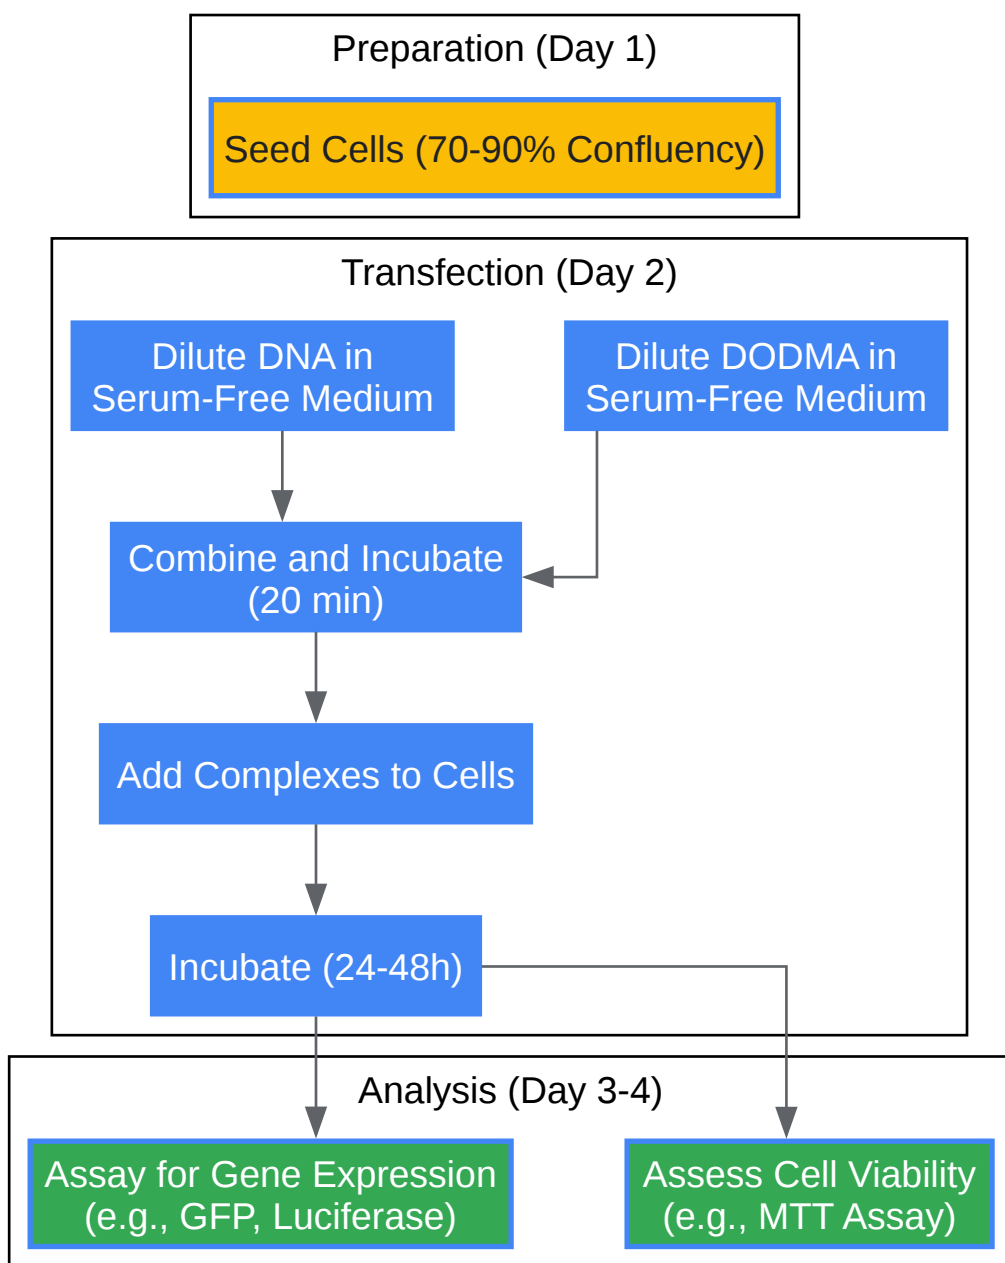 Preparation (Day 1)
Seed Cells (70-90% Confluency)
Transfection (Day 2)
Dilute DNA in
Serum-Free Medium
Dilute DODMA in
Serum-Free Medium
Combine and Incubate
(20 min)
Add Complexes to Cells
Incubate (24-48h)
Analysis (Day 3-4)
Assay for Gene Expression
(e.g., GFP, Luciferase)
Assess Cell Viability
(e.g., MTT Assay)